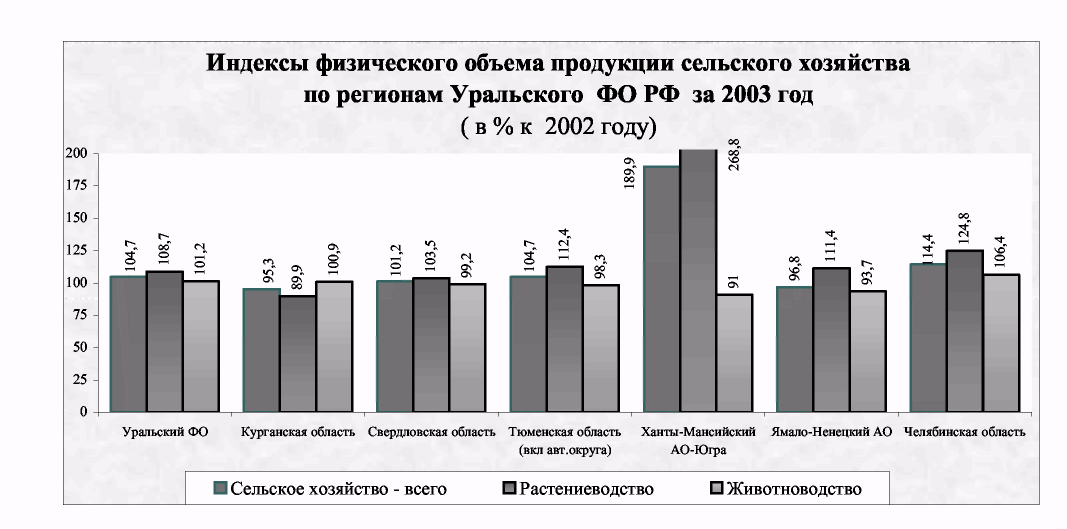 Индексы физического объема продукции сельского хозяйства
по регионам Уральского ФО РФ за 2003 год
( в % к 2002 году)
200
175
150
125
100
75
50
25
0
104,7
108,7
101,2
95,3
89,9
100,9
101,2
103,5
99,2
104,7
112,4
98,3
189,9
268,8
91
96,8
111,4
93,7
114,4
124,8
106,4
Уральский ФО
Курганская область
Свердловская область
Тюменская область
(вкл авт.округа)
Ханты-Мансийский
АО-Югра
Ямало-Ненецкий АО
Челябинская область
Сельское хозяйство - всего
Растениеводство
Животноводство